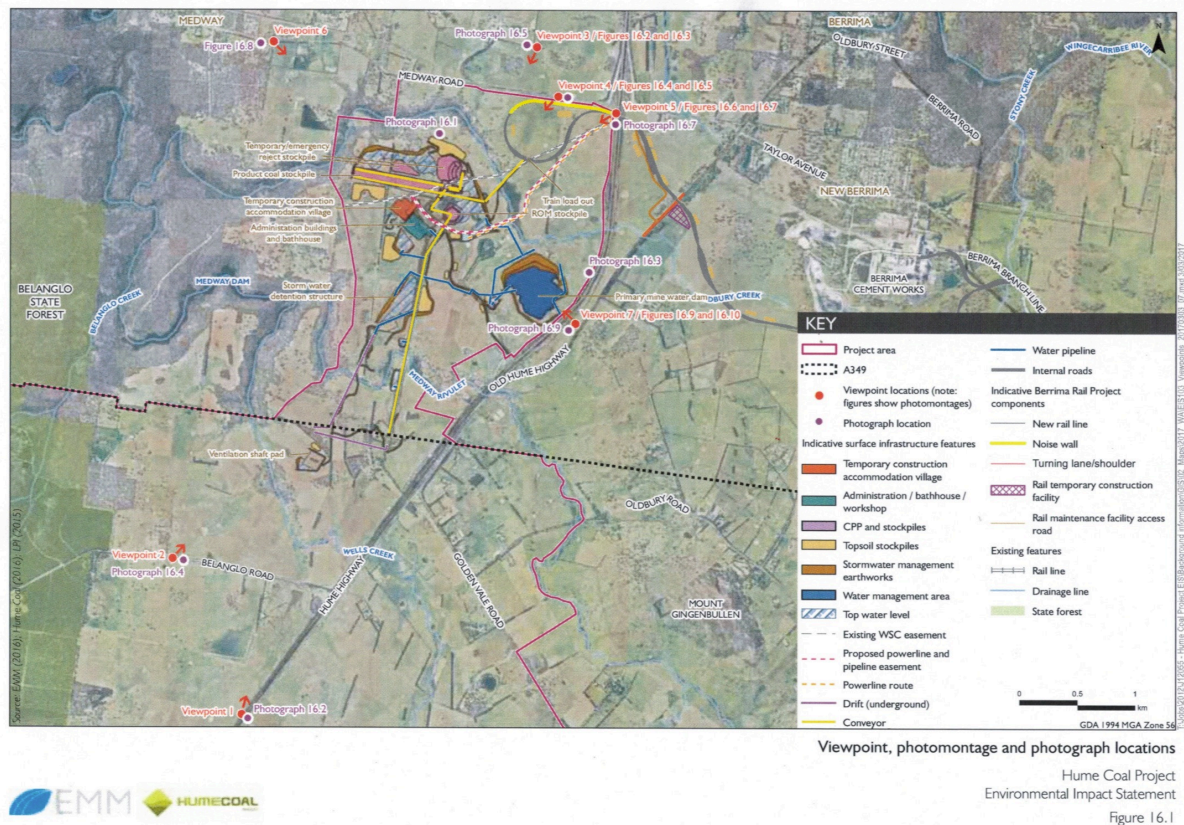 MEDWAY
Figure 16.8
Viewpoint 6
Photograph 16.5
Viewpoint 3 / Figures 16.2 and 16.3
BERRIMA
OLDBURY STREET
WINGECARRIBEE RIVER
STONY CREEK
BERRIMA ROAD
MEDWAY ROAD
Viewpoint 4 / Figures 16.4 and 16.5
Viewpoint 5 / Figures 16.6 and 16.7
Photograph 16.7
Photograph 16.1
Temporary/emergency
reject stockpile
Product coal stockpile
Temporary construction
accommodation village
Administation buildings
and bathhouse
Train load out
ROM stockpile
TAYLOR AVENUE
NEW BERRIMA
Photograph 16.3
BERRIMA
CEMENT WORKS
BERRIMA BRANCH LINE
BELANGLO
STATE
FOREST
BELANGLO CREEK
MEDWAY DAM
Storm water
detention structure
Primary mine water dam
DBURY CREEK
Photograph 16.9
Viewpoint 7 / Figures 16.9 and 16.10
OLD HUME HIGHWAY
MEDWAY
RIVULET
Ventilation shaft pad
OLDBURY ROAD
Viewpoint 2
Photograph 16.4
BELANGLO ROAD
WELLS CREEK
HUME HIGHWAY
GOLDEN VALE ROAD
MOUNT
GINGENBULLEN
Viewpoint 1
Photograph 16.2
Source: EMM (2016); Hume Coal (2016); LPI (2015)
KEY
Project area
A349
Viewpoint locations (note:
figures show photomontages)
Photograph location
Indicative surface infrastructure features
Temporary construction
accommodation village
Administration / bathhouse /
workshop
CPP and stockpiles
Topsoil stockpiles
Stormwater management
earthworks
Water management area
Top water level
Existing WSC easement
Proposed powerline and
pipeline easement
Powerline route
Drift (underground)
Conveyor
Water pipeline
Internal roads
Indicative Berrima Rail Project
components
New rail line
Noise wall
Turning lane/shoulder
Rail temporary construction
facility
Rail maintenance facility access
road
Existing features
Rail line
Drainage line
State forest
0 0.5 1
km
GDA 1994 MGA Zone 56
Viewpoint, photomontage and photograph locations
Hume Coal Project
Environmental Impact Statement
Figure 16.1
EMM
HUMECOAL